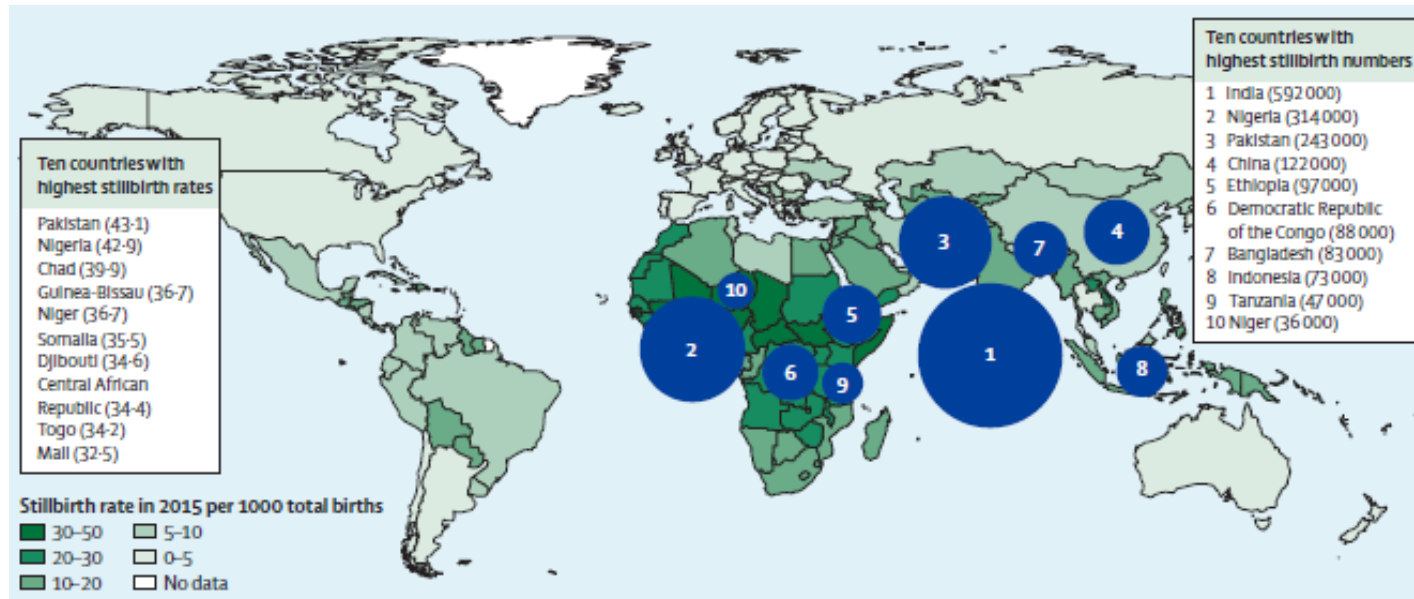 Ten countries with
highest stillbirth rates
Pakistan (43·1)
Nigeria (42·9)
Chad (39·9)
Guinea-Bissau (36·7)
Niger (36·7)
Somalia (35·5)
Djibouti (34·6)
Central African
Republic (34·4)
Togo (34·2)
Mali (32·5)
Stillbirth rate in 2015 per 1000 total births
30–50
20–30
10–20
5–10
0–5
No data
10
2
5
6
9
3
7
4
1
8
Ten countries with
highest stillbirth numbers
1 India (592 000)
2 Nigeria (314 000)
3 Pakistan (243 000)
4 China (122 000)
5 Ethiopia (97 000)
6 Democratic Republic
of the Congo (88 000)
7 Bangladesh (83 000)
8 Indonesia (73 000)
9 Tanzania (47 000)
10 Niger (36 000)